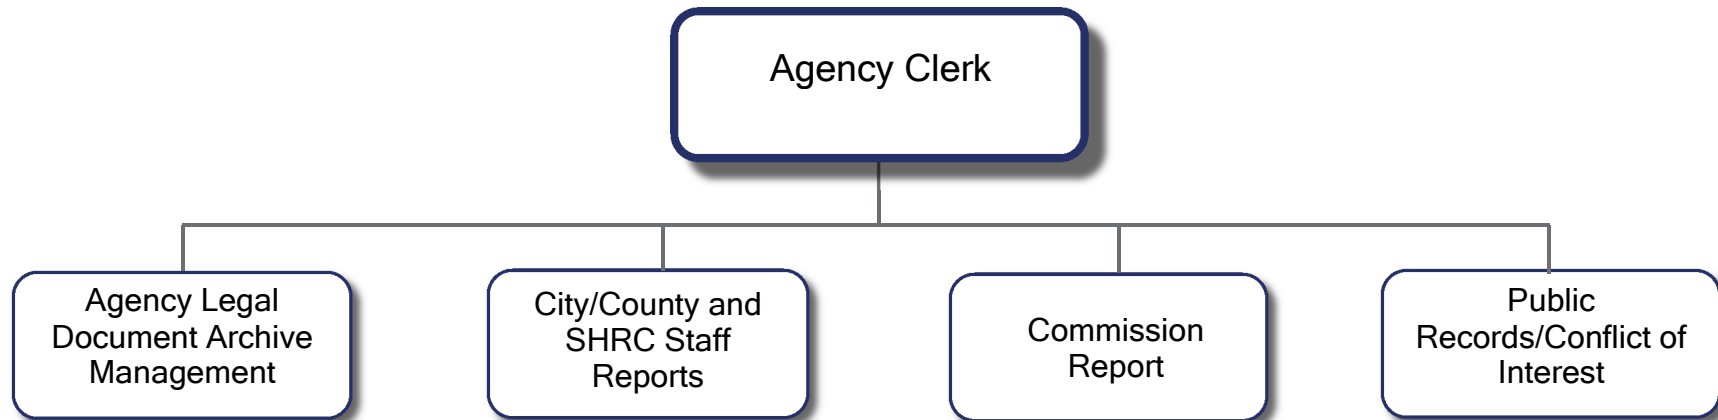 Agency Clerk
Agency Legal
Document Archive
Management
City/County and
SHRC Staff
Reports
Commission
Report
Public
Records/Conflict of
Interest